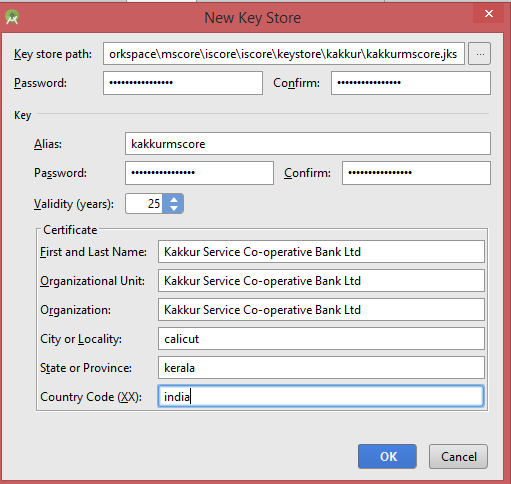 New Key Store
Key store path: orkspace\mscore\iscore\iscore\keystore\kakkur\kakkurmscore.jks ...
Password: ••••••••••••••• Confirm: •••••••••••••••
Key
Alias: kakkurmscore
Password: •••••••••••••••• Confirm: ••••••••••••••••
Validity (years): 25
Certificate
First and Last Name: Kakkur Service Co-operative Bank Ltd
Organizational Unit: Kakkur Service Co-operative Bank Ltd
Organization: Kakkur Service Co-operative Bank Ltd
City or Locality: calicut
State or Province: kerala
Country Code (XX): india
OK Cancel